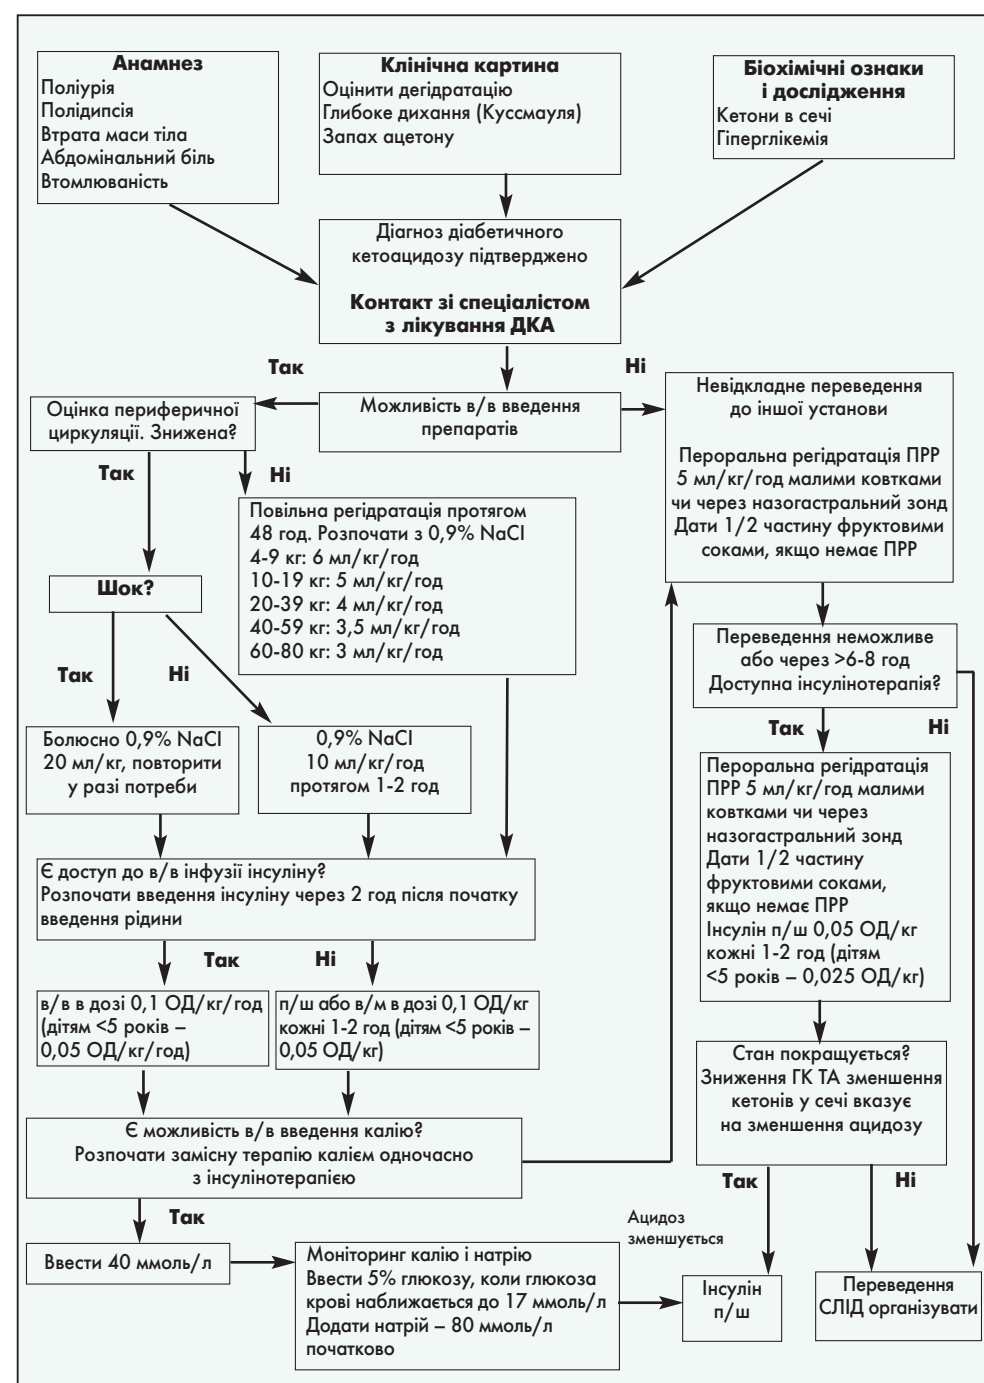 Анамнез
Поліурія
Полідипсія
Втрата маси тіла
Абдомінальний біль
Втомлюваність
Клінічна картина
Оцінити дегідратацію
Глибоке дихання (Куссмауля)
Запах ацетону
Біохімічні ознаки
і дослідження
Кетони в сечі
Гіперглікемія
Діагноз діабетичного
кетоацидозу підтверджено
Контакт зі спеціалістом
з лікування ДКА
Так
Ні
Оцінка периферичної
циркуляції. Знижена?
Можливість в/в введення
препаратів
Невідкладне переведення
до іншої установи
Пероральна регідратація ПРР
5 мл/кг/год малими ковтками
чи через назогастральний зонд
Дати 1/2 частину фруктовими
соками, якщо немає ПРР
Так
Ні
Повільна регідратація протягом
48 год. Розпочати з 0,9% NaCl
4-9 кг: 6 мл/кг/год
10-19 кг: 5 мл/кг/год
20-39 кг: 4 мл/кг/год
40-59 кг: 3,5 мл/кг/год
60-80 кг: 3 мл/кг/год
Шок?
Так
Ні
Переведення неможливе
або через >6-8 год
Доступна інсулінотерапія?
Так
Ні
Болюсно 0,9% NaCl
20 мл/кг, повторити
у разі потреби
0,9% NaCl
10 мл/кг/год
протягом 1-2 год
Пероральна регідратація
ПРР 5 мл/кг/год малими
ковтками чи через
назогастральний зонд
Дати 1/2 частину
фруктовими соками,
якщо немає ПРР
Інсулін п/ш 0,05 ОД/кг
кожні 1-2 год (дітям
<5 років – 0,025 ОД/кг)
Є доступ до в/в інфузії інсуліну?
Розпочати введення інсуліну через 2 год після початку
введення рідини
Так
Ні
в/в в дозі 0,1 ОД/кг/год
(дітям <5 років –
0,05 ОД/кг/год)
п/ш або в/м в дозі 0,1 ОД/кг
кожні 1-2 год (дітям <5 років –
0,05 ОД/кг)
Стан покращується?
Зниження ГК ТА зменшення
кетонів у сечі вказує
на зменшення ацидозу
Є можливість в/в введення калію?
Розпочати замісну терапію калієм одночасно
з інсулінотерапією
Так
Ні
Так
Ввести 40 ммоль/л
Моніторинг калію і натрію
Ввести 5% глюкозу, коли глюкоза
крові наближається до 17 ммоль/л
Додати натрій – 80 ммоль/л
початково
Ацидоз
зменшується
Інсулін
п/ш
Переведення
СЛІД організувати